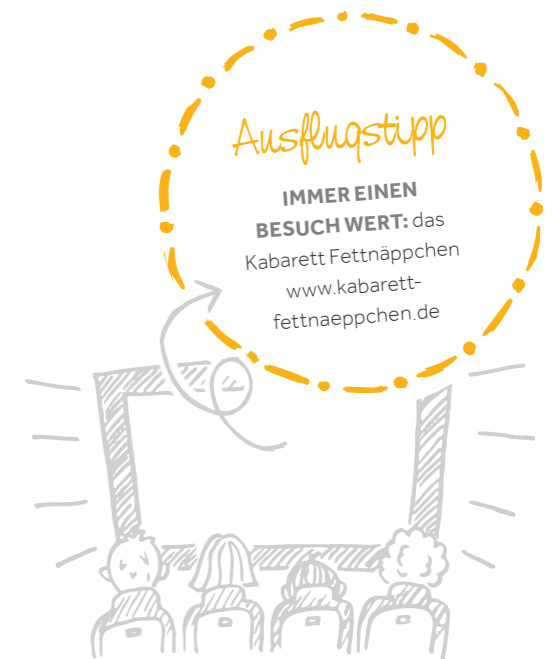 Ausflugstipp
IMMER EINEN
BESUCH WERT: das
Kabarett Fettnäppchen
www.kabarett-
fettnaeppchen.de